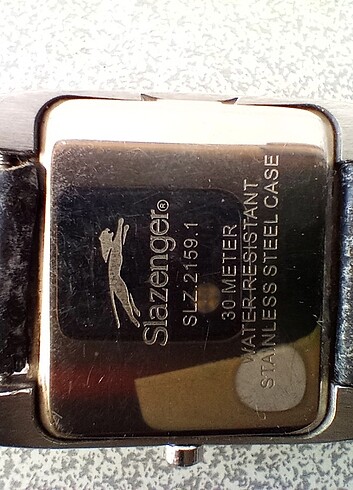 Slazenger®
SLZ.2159.1
30 METER
WATER RESISTANT
STAINLESS STEEL CASE